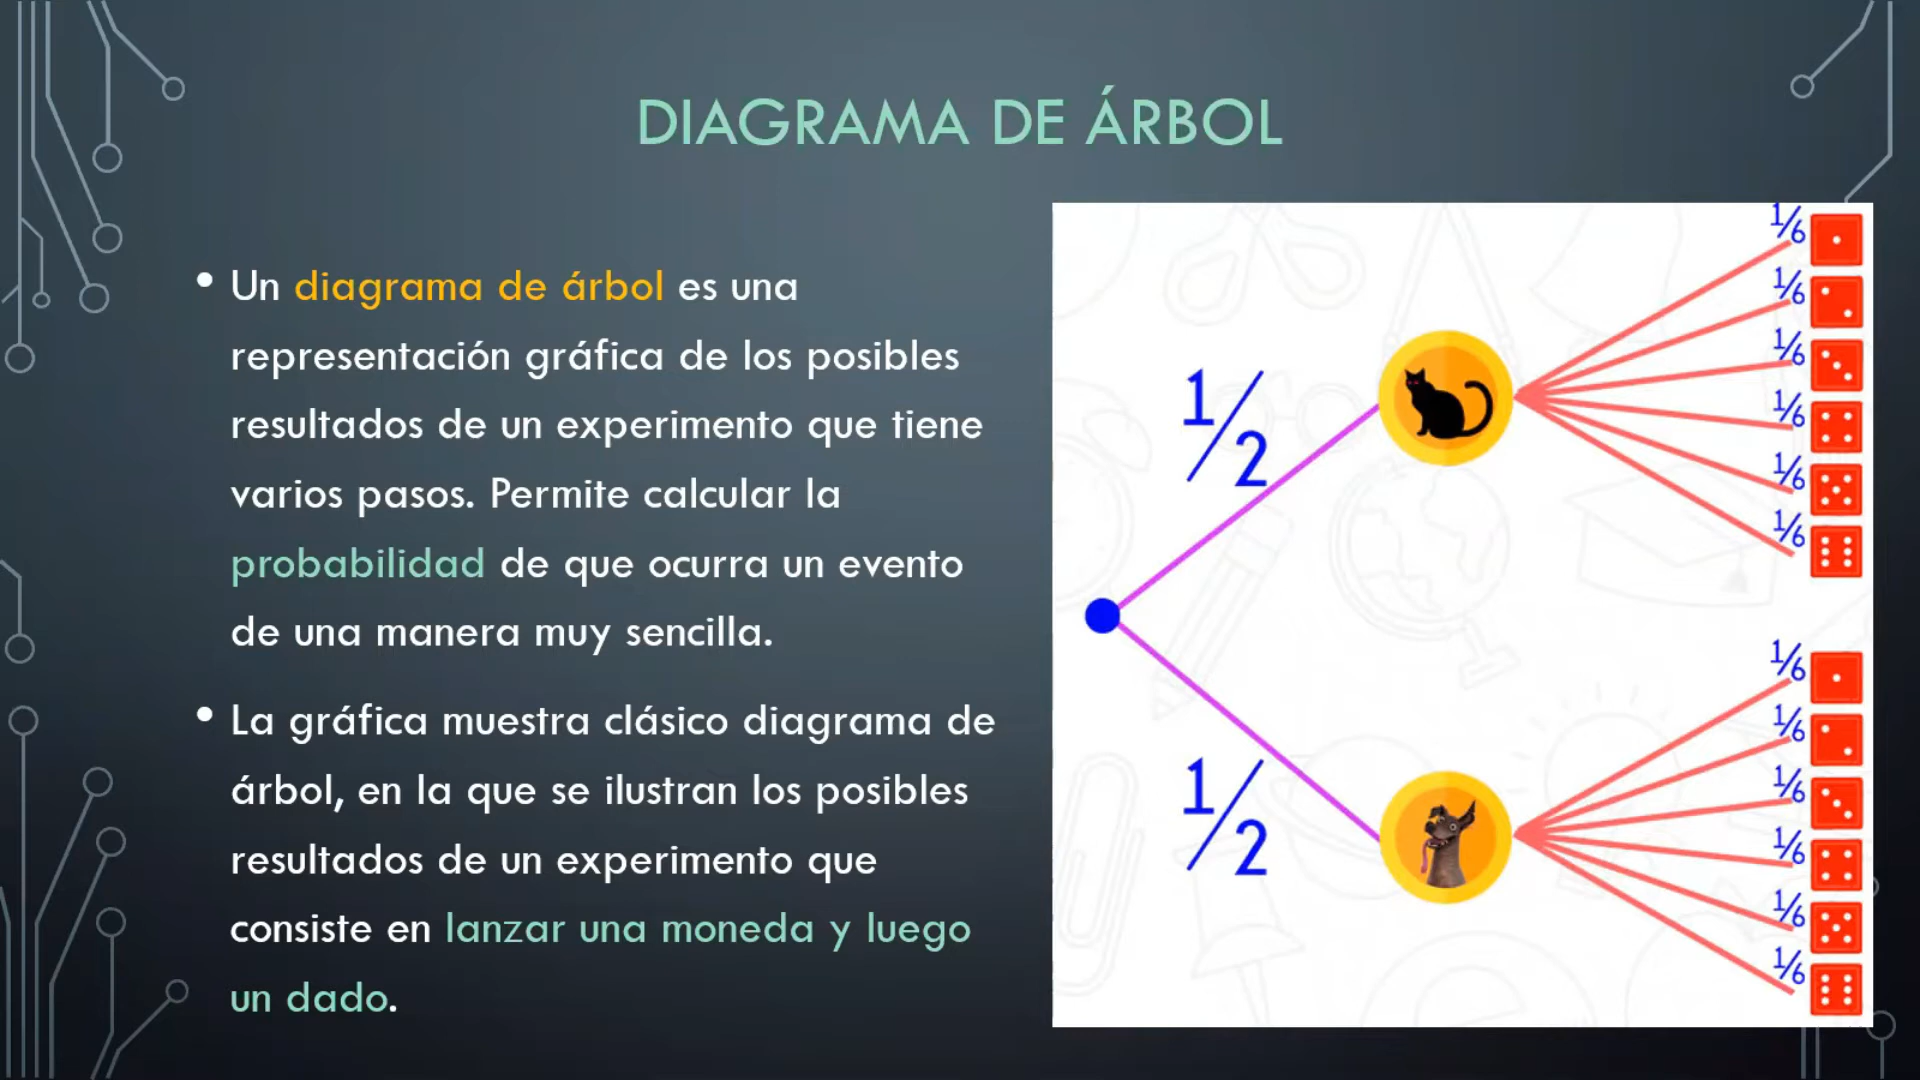 DIAGRAMA DE ÁRBOL
• Un diagrama de árbol es una
representación gráfica de los posibles
resultados de un experimento que tiene
varios pasos. Permite calcular la
probabilidad de que ocurra un evento
de una manera muy sencilla.
• La gráfica muestra clásico diagrama de
árbol, en la que se ilustran los posibles
resultados de un experimento que
consiste en lanzar una moneda y luego
un dado.
1/2
1/6
1/6
1/6
1/6
1/6
1/6
1/2
1/6
1/6
1/6
1/6
1/6
1/6